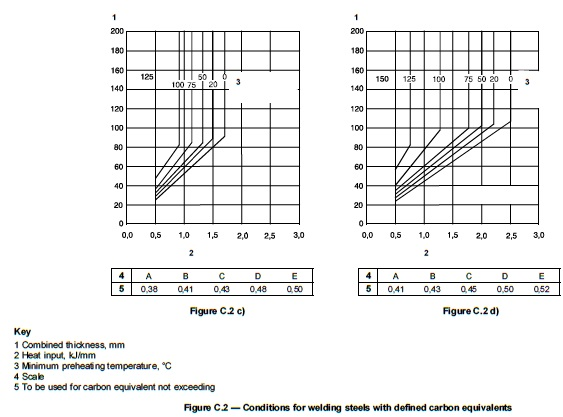 1
200
180
160
140
120
100
80
60
40
20
0
0,0 0,5 1,0 1,5 2,0 2,5 3,0
125 100 75 50 20 0 3
2
4 A B C D E
5 0,38 0,41 0,43 0,48 0,50
Figure C.2 c)
1
200
180
160
140
120
100
80
60
40
20
0
0,0 0,5 1,0 1,5 2,0 2,5 3,0
150 125 100 75 50 20 0 3
2
4 A B C D E
5 0,41 0,43 0,45 0,50 0,52
Figure C.2 d)
Key
1 Combined thickness, mm
2 Heat input, kJ/mm
3 Minimum preheating temperature, °C
4 Scale
5 To be used for carbon equivalent not exceeding
Figure C.2 — Conditions for welding steels with defined carbon equivalents